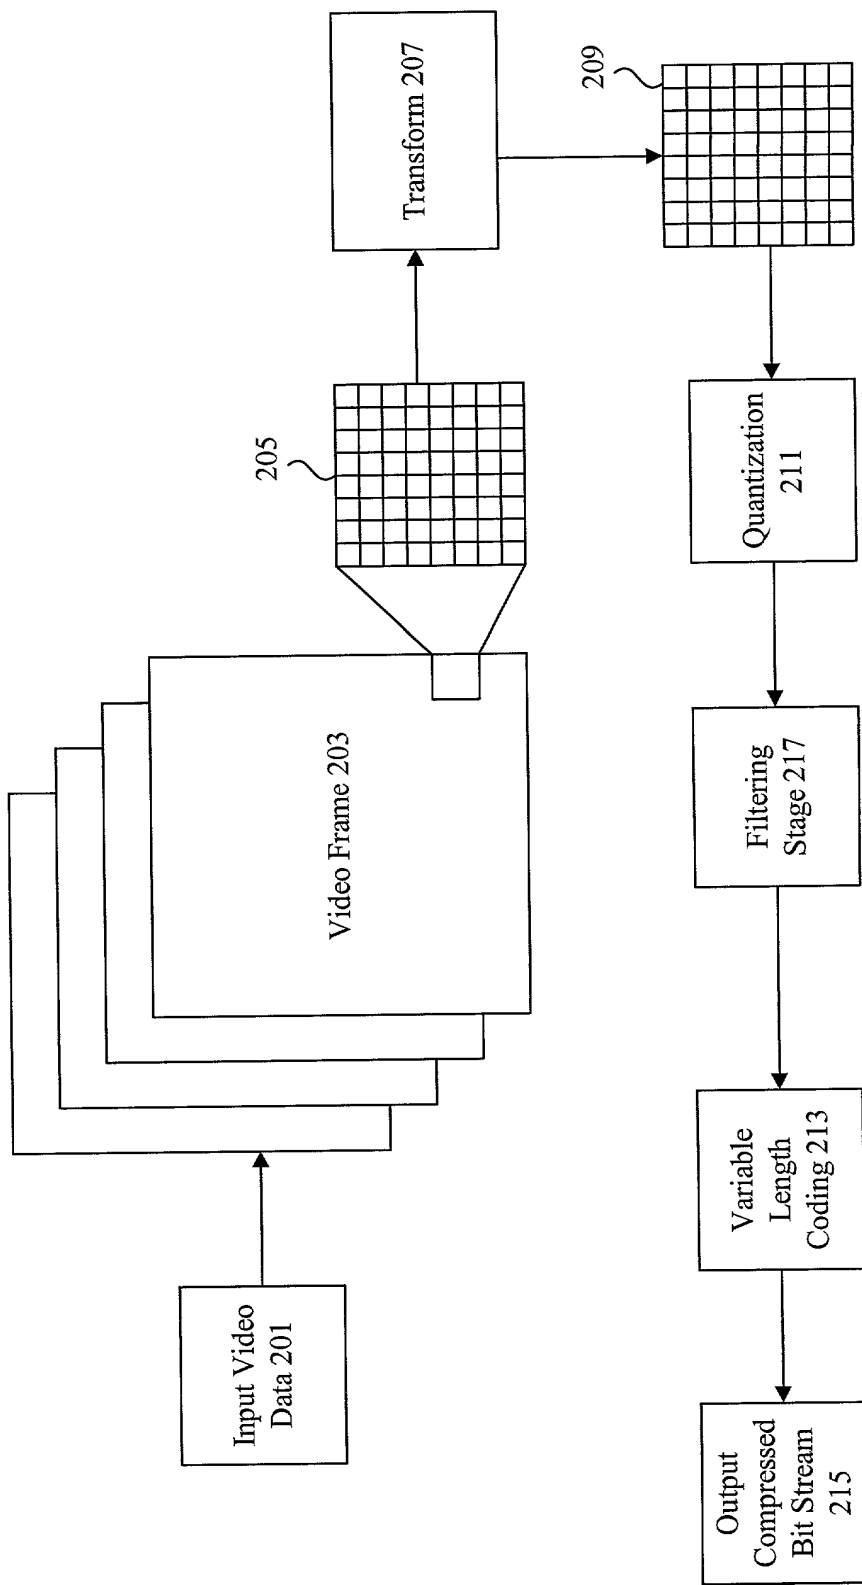 Input Video
Data 201
Video Frame 203
205
Transform 207
209
Quantization
211
Filtering
Stage 217
Variable
Length
Coding 213
Output
Compressed
Bit Stream
215